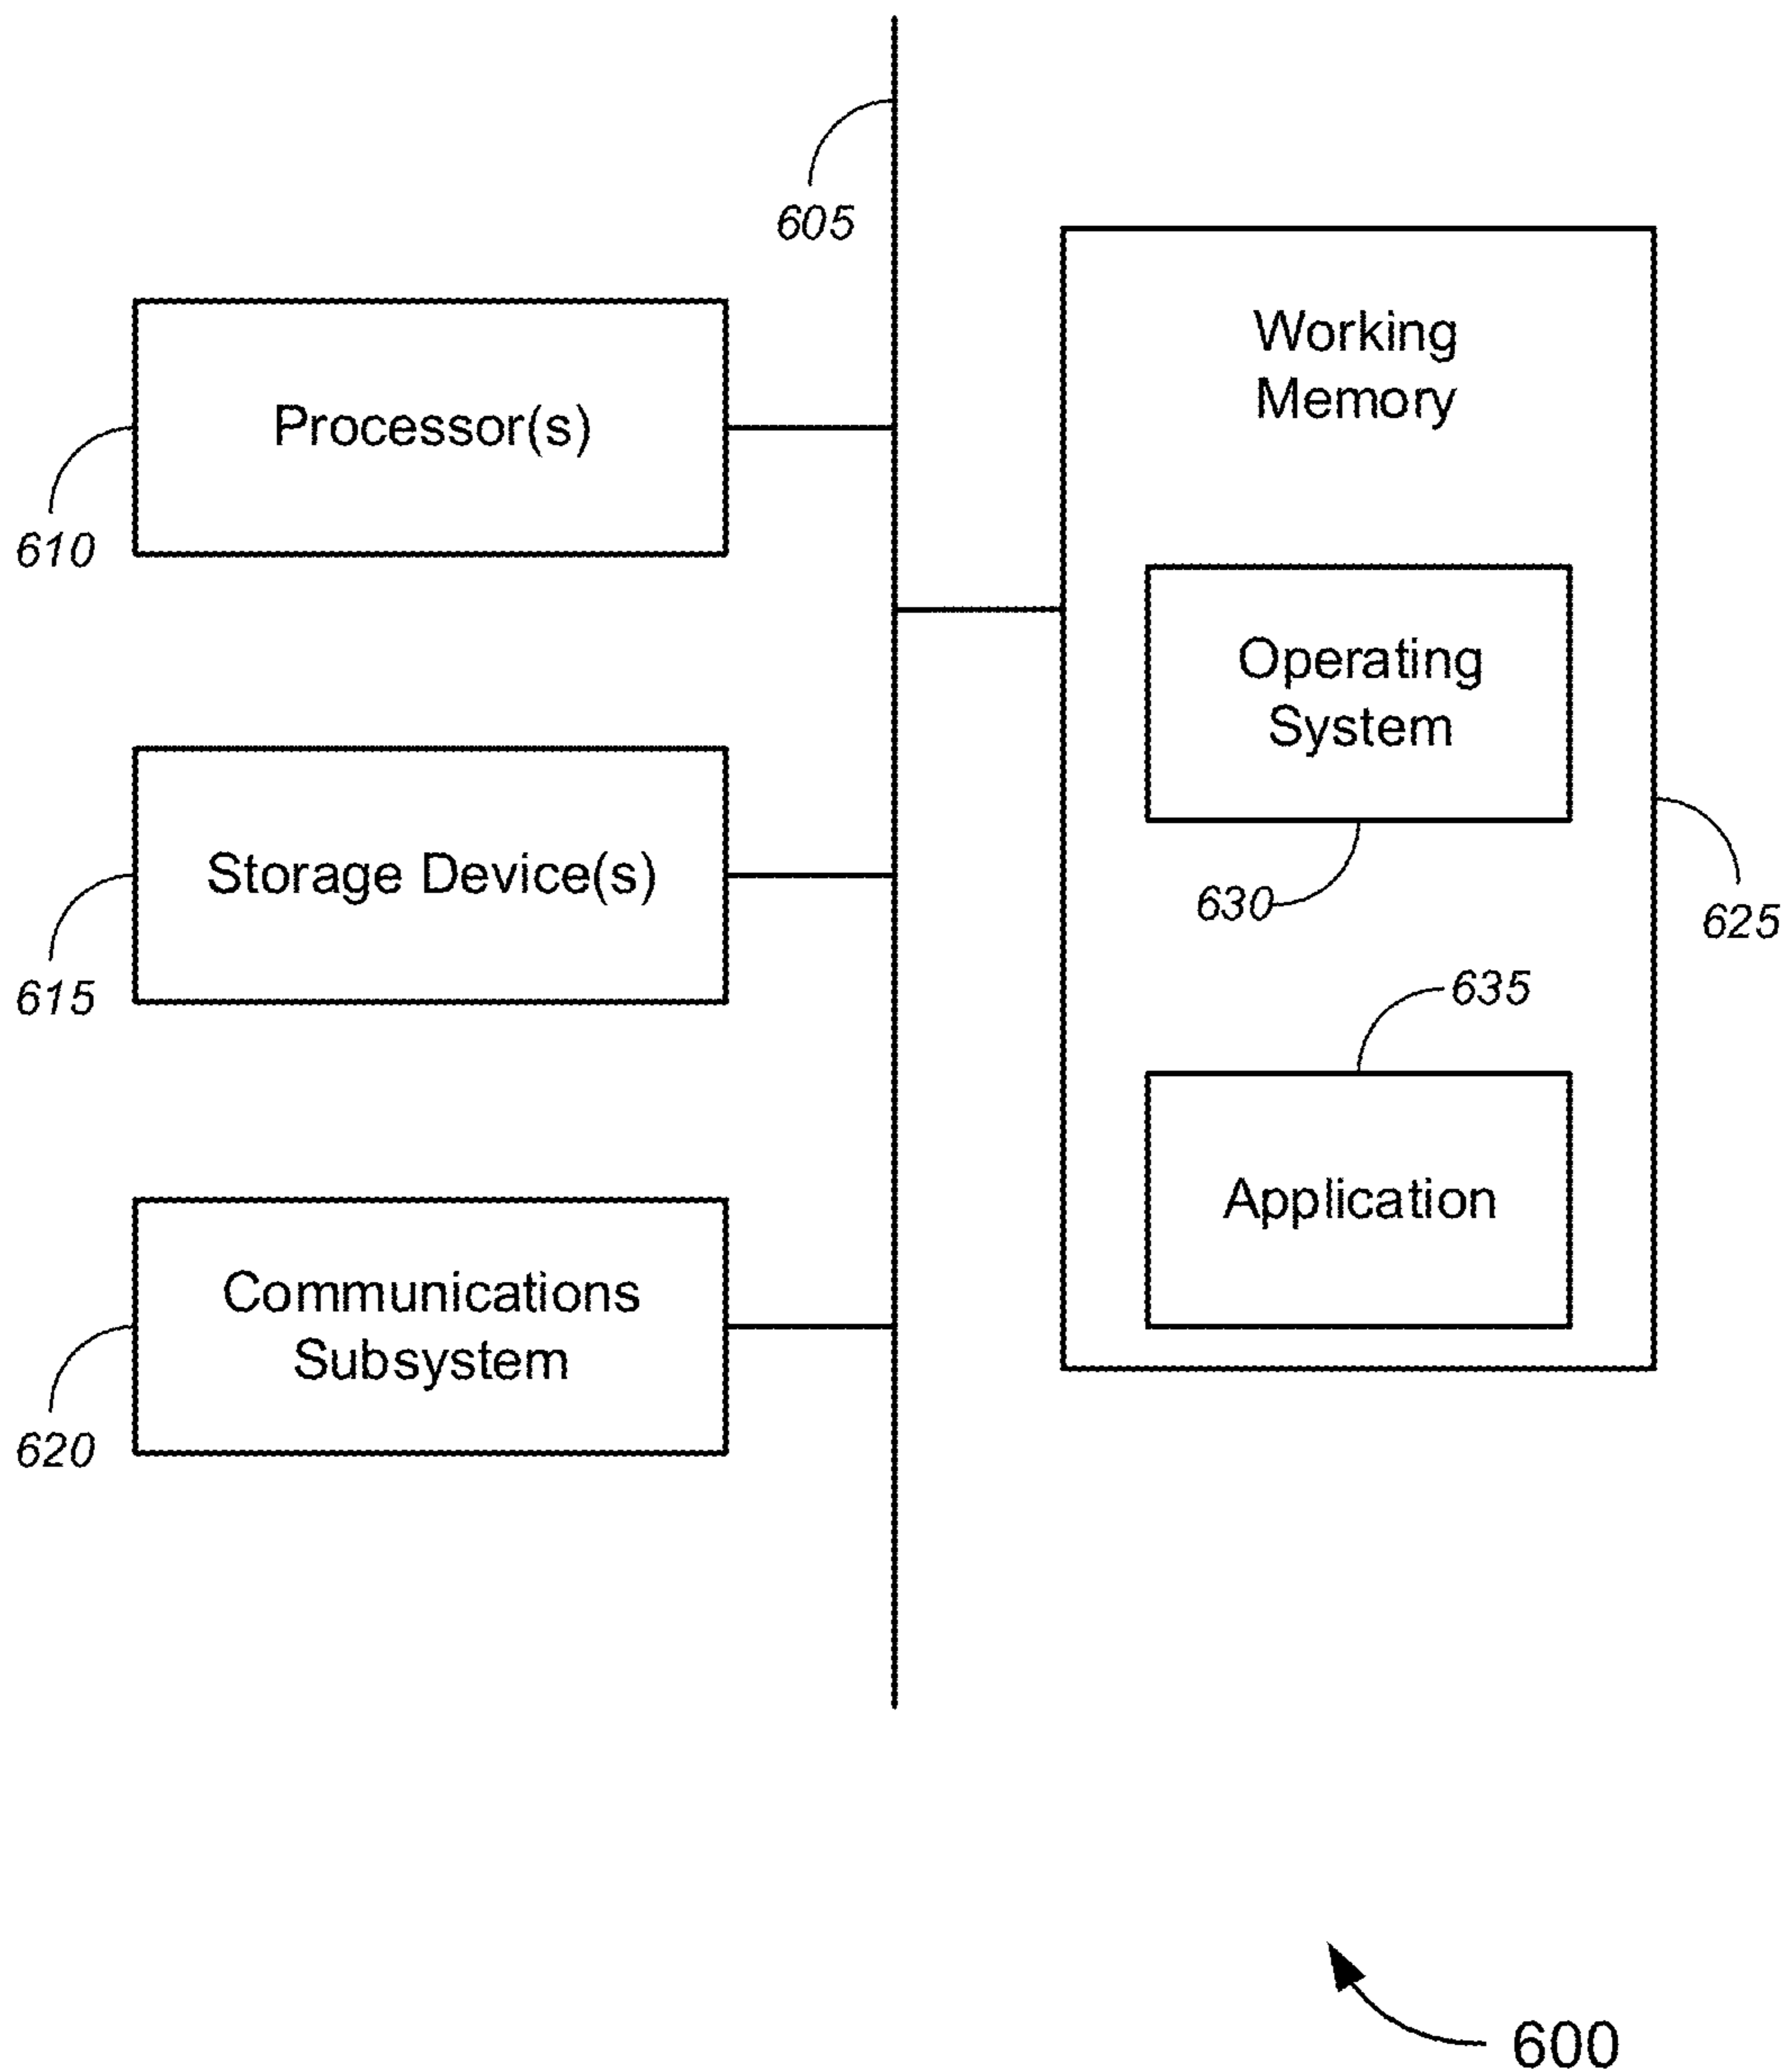 605
Processor(s)
610
Storage Device(s)
615
Communications
Subsystem
620
Working
Memory
Operating
System
630
625
635
Application
600